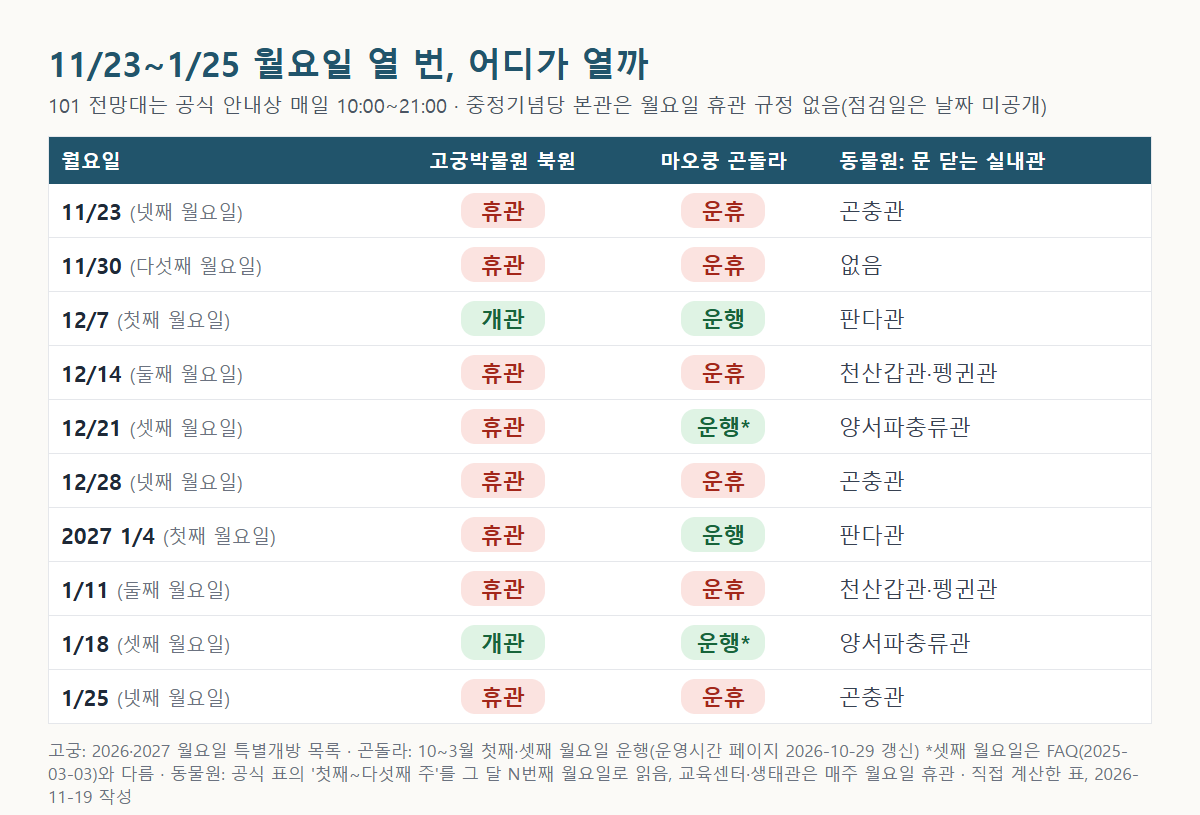 11/23~1/25 월요일 열 번, 어디가 열까
101 전망대는 공식 안내상 매일 10:00~21:00 · 중정기념당 본관은 월요일 휴관 규정 없음(점검일은 날짜 미공개)
월요일 고궁박물원 북원 마오쿵 곤돌라 동물원: 문 닫는 실내관
11/23 (넷째 월요일) 휴관 운휴 곤충관
11/30 (다섯째 월요일) 휴관 운휴 없음
12/7 (첫째 월요일) 개관 운행 판다관
12/14 (둘째 월요일) 휴관 운휴 천산갑관·펭귄관
12/21 (셋째 월요일) 휴관 운행* 양서파충류관
12/28 (넷째 월요일) 휴관 운휴 곤충관
2027 1/4 (첫째 월요일) 휴관 운행 판다관
1/11 (둘째 월요일) 휴관 운휴 천산갑관·펭귄관
1/18 (셋째 월요일) 개관 운행* 양서파충류관
1/25 (넷째 월요일) 휴관 운휴 곤충관
고궁: 2026·2027 월요일 특별개방 목록 · 곤돌라: 10~3월 첫째·셋째 월요일 운행(운영시간 페이지 2026-10-29 갱신) *셋째 월요일은 FAQ(2025-
03-03)와 다름 · 동물원: 공식 표의 '첫째~다섯째 주'를 그 달 N번째 월요일로 읽음, 교육센터·생태관은 매주 월요일 휴관 · 직접 계산한 표, 2026-
11-19 작성